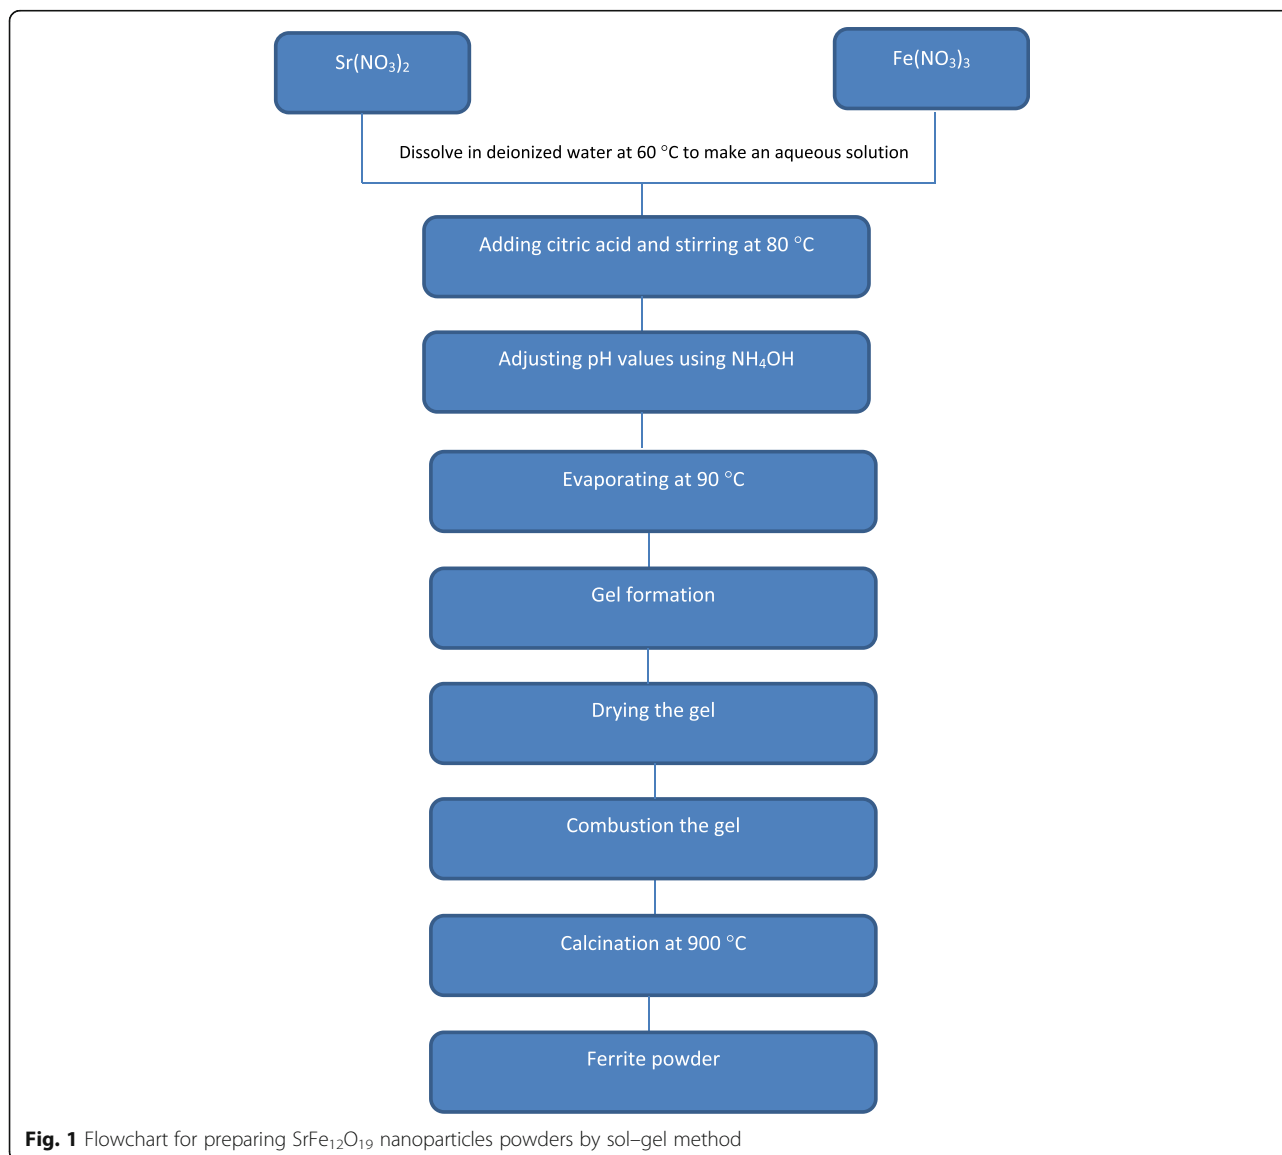 Sr(NO₃)₂
Fe(NO₃)₃
Dissolve in deionized water at 60 °C to make an aqueous solution
Adding citric acid and stirring at 80 °C
Adjusting pH values using NH₄OH
Evaporating at 90 °C
Gel formation
Drying the gel
Combustion the gel
Calcination at 900 °C
Ferrite powder
Fig. 1 Flowchart for preparing SrFe₁₂O₁₉ nanoparticles powders by sol–gel method